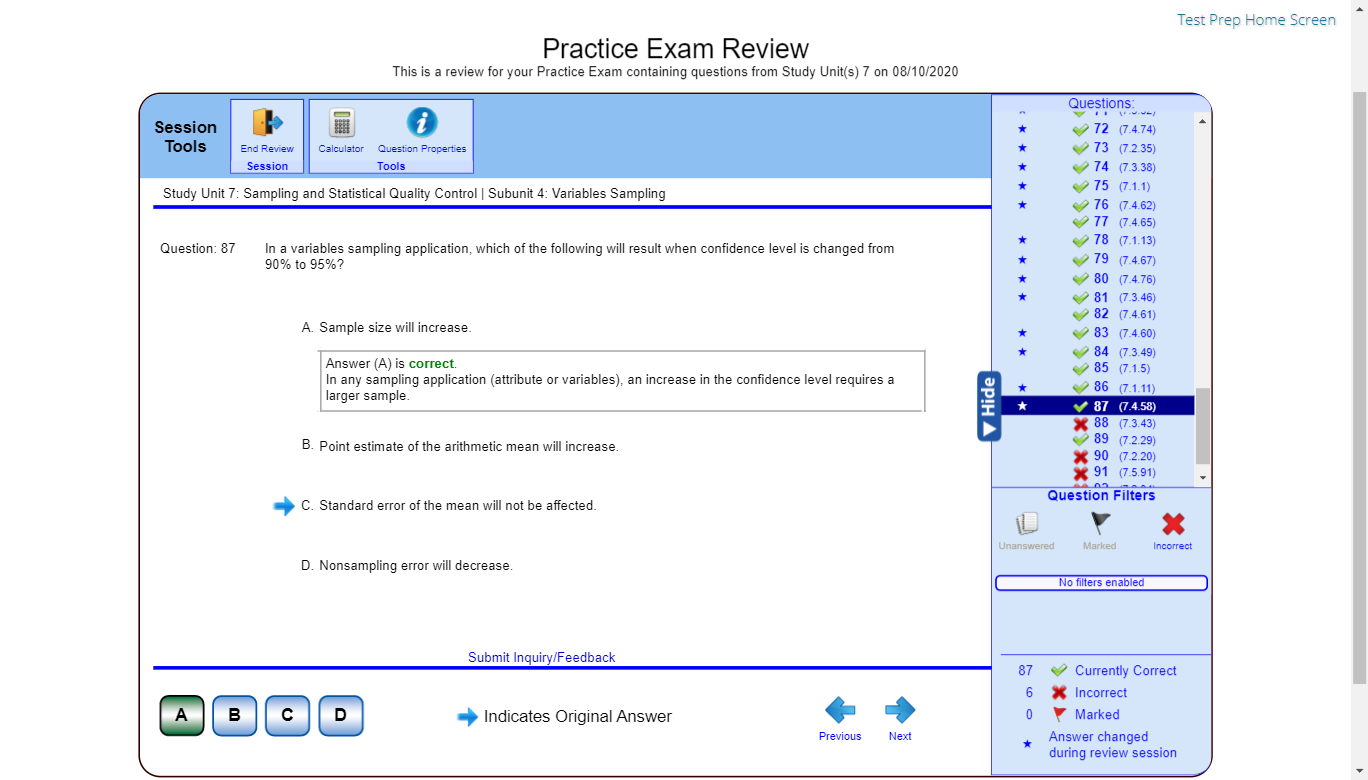 Test Prep Home Screen
Practice Exam Review
This is a review for your Practice Exam containing questions from Study Unit(s) 7 on 08/10/2020
Session Tools
End Review
Session
Calculator
Question Properties
Tools
Study Unit 7: Sampling and Statistical Quality Control | Subunit 4: Variables Sampling
Question: 87
In a variables sampling application, which of the following will result when confidence level is changed from
90% to 95%?
A. Sample size will increase.
Answer (A) is correct.
In any sampling application (attribute or variables), an increase in the confidence level requires a
larger sample.
B. Point estimate of the arithmetic mean will increase.
C. Standard error of the mean will not be affected.
D. Nonsampling error will decrease.
Submit Inquiry/Feedback
A B C D
Indicates Original Answer
Previous
Next
Hide
Questions:
72 (7.4.74)
73 (7.2.35)
74 (7.3.38)
75 (7.1.1)
76 (7.4.62)
77 (7.4.65)
78 (7.1.13)
79 (7.4.67)
80 (7.4.76)
81 (7.3.46)
82 (7.4.61)
83 (7.4.60)
84 (7.3.49)
85 (7.1.5)
86 (7.1.11)
87 (7.4.58)
88 (7.3.43)
89 (7.2.29)
90 (7.2.20)
91 (7.5.91)
Question Filters
Unanswered
Marked
Incorrect
No filters enabled
87 Currently Correct
6 Incorrect
0 Marked
Answer changed
during review session